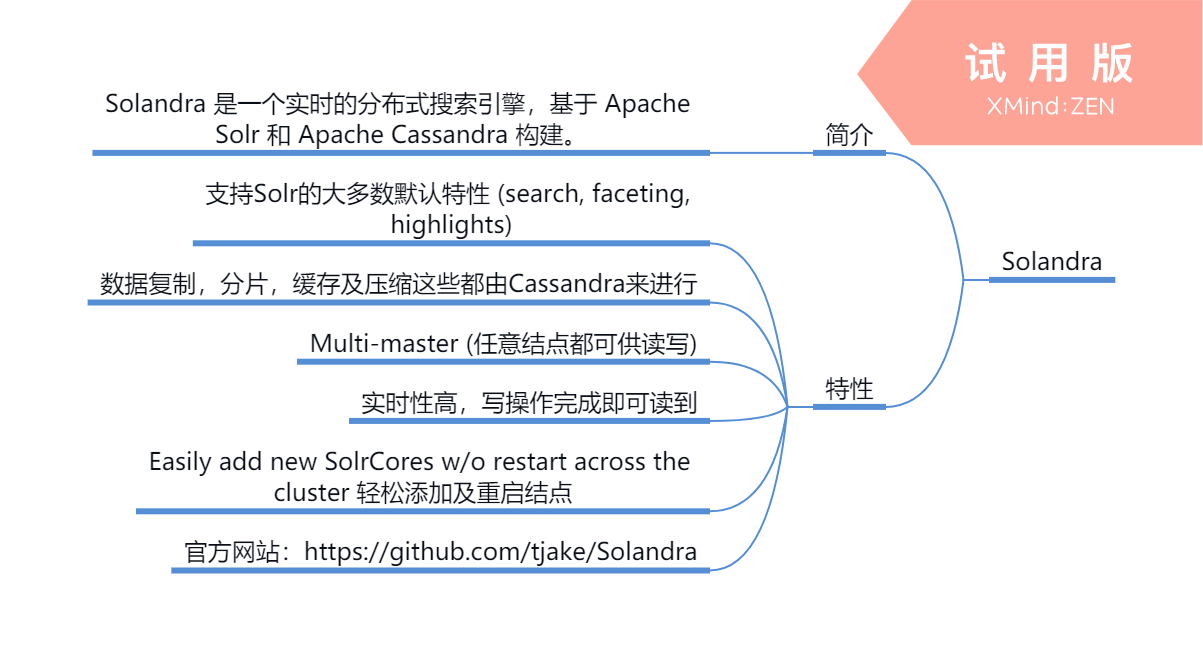 试用版
XMind:ZEN
Solandra 是一个实时的分布式搜索引擎，基于 Apache
Solr 和 Apache Cassandra 构建。
简介
支持Solr的大多数默认特性 (search, faceting,
highlights)
Solandra
数据复制，分片，缓存及压缩这些都由Cassandra来进行
Multi-master (任意结点都可供读写)
特性
实时性高，写操作完成即可读到
Easily add new SolrCores w/o restart across the
cluster 轻松添加及重启结点
官方网站：https://github.com/tjake/Solandra